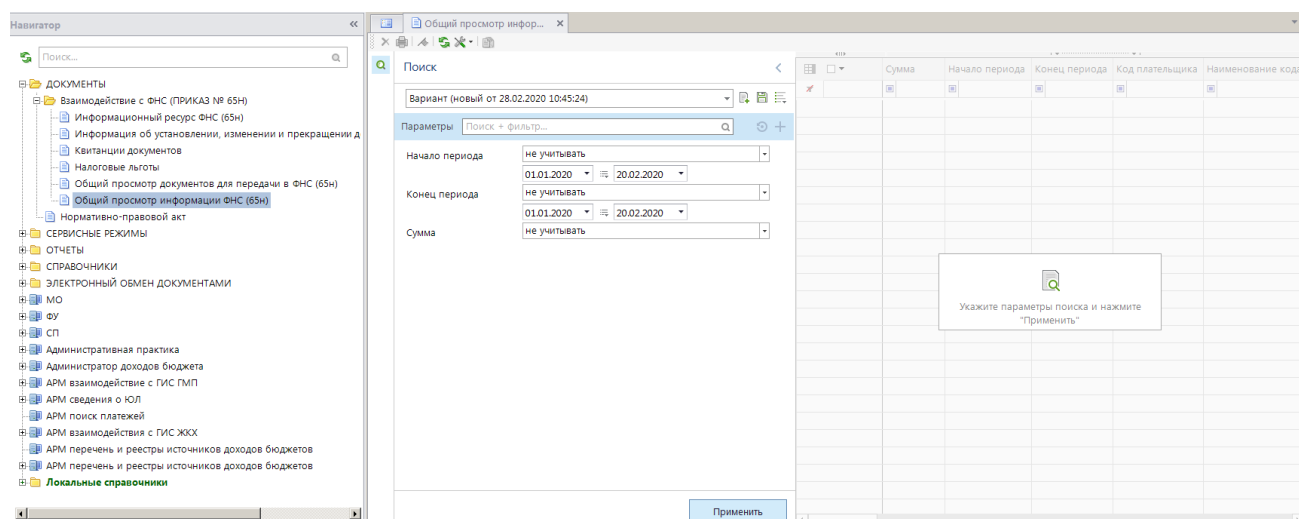 Навигатор
Поиск...
ДОКУМЕНТЫ
Взаимодействие с ФНС (ПРИКАЗ № 65Н)
Информационный ресурс ФНС (65н)
Информация об установлении, изменении и прекращении д
Квитанции документов
Налоговые льготы
Общий просмотр документов для передачи в ФНС (65н)
Общий просмотр информации ФНС (65н)
Нормативно-правовой акт
СЕРВИСНЫЕ РЕЖИМЫ
ОТЧЕТЫ
СПРАВОЧНИКИ
ЭЛЕКТРОННЫЙ ОБМЕН ДОКУМЕНТАМИ
МО
ФУ
СП
Административная практика
Администратор доходов бюджета
АРМ взаимодействие с ГИС ГМП
АРМ сведения о ЮЛ
АРМ поиск платежей
АРМ взаимодействия с ГИС ЖКХ
АРМ перечень и реестры источников доходов бюджетов
АРМ перечень и реестры источников доходов бюджетов
Локальные справочники
Общий просмотр инфор...
Поиск
Вариант (новый от 28.02.2020 10:45:24)
Параметры Поиск + фильтр...
Начало периода не учитывать
01.01.2020 20.02.2020
Конец периода не учитывать
01.01.2020 20.02.2020
Сумма не учитывать
Применить
Сумма Начало периода Конец периода Код плательщика Наименование кода
Укажите параметры поиска и нажмите
"Применить"